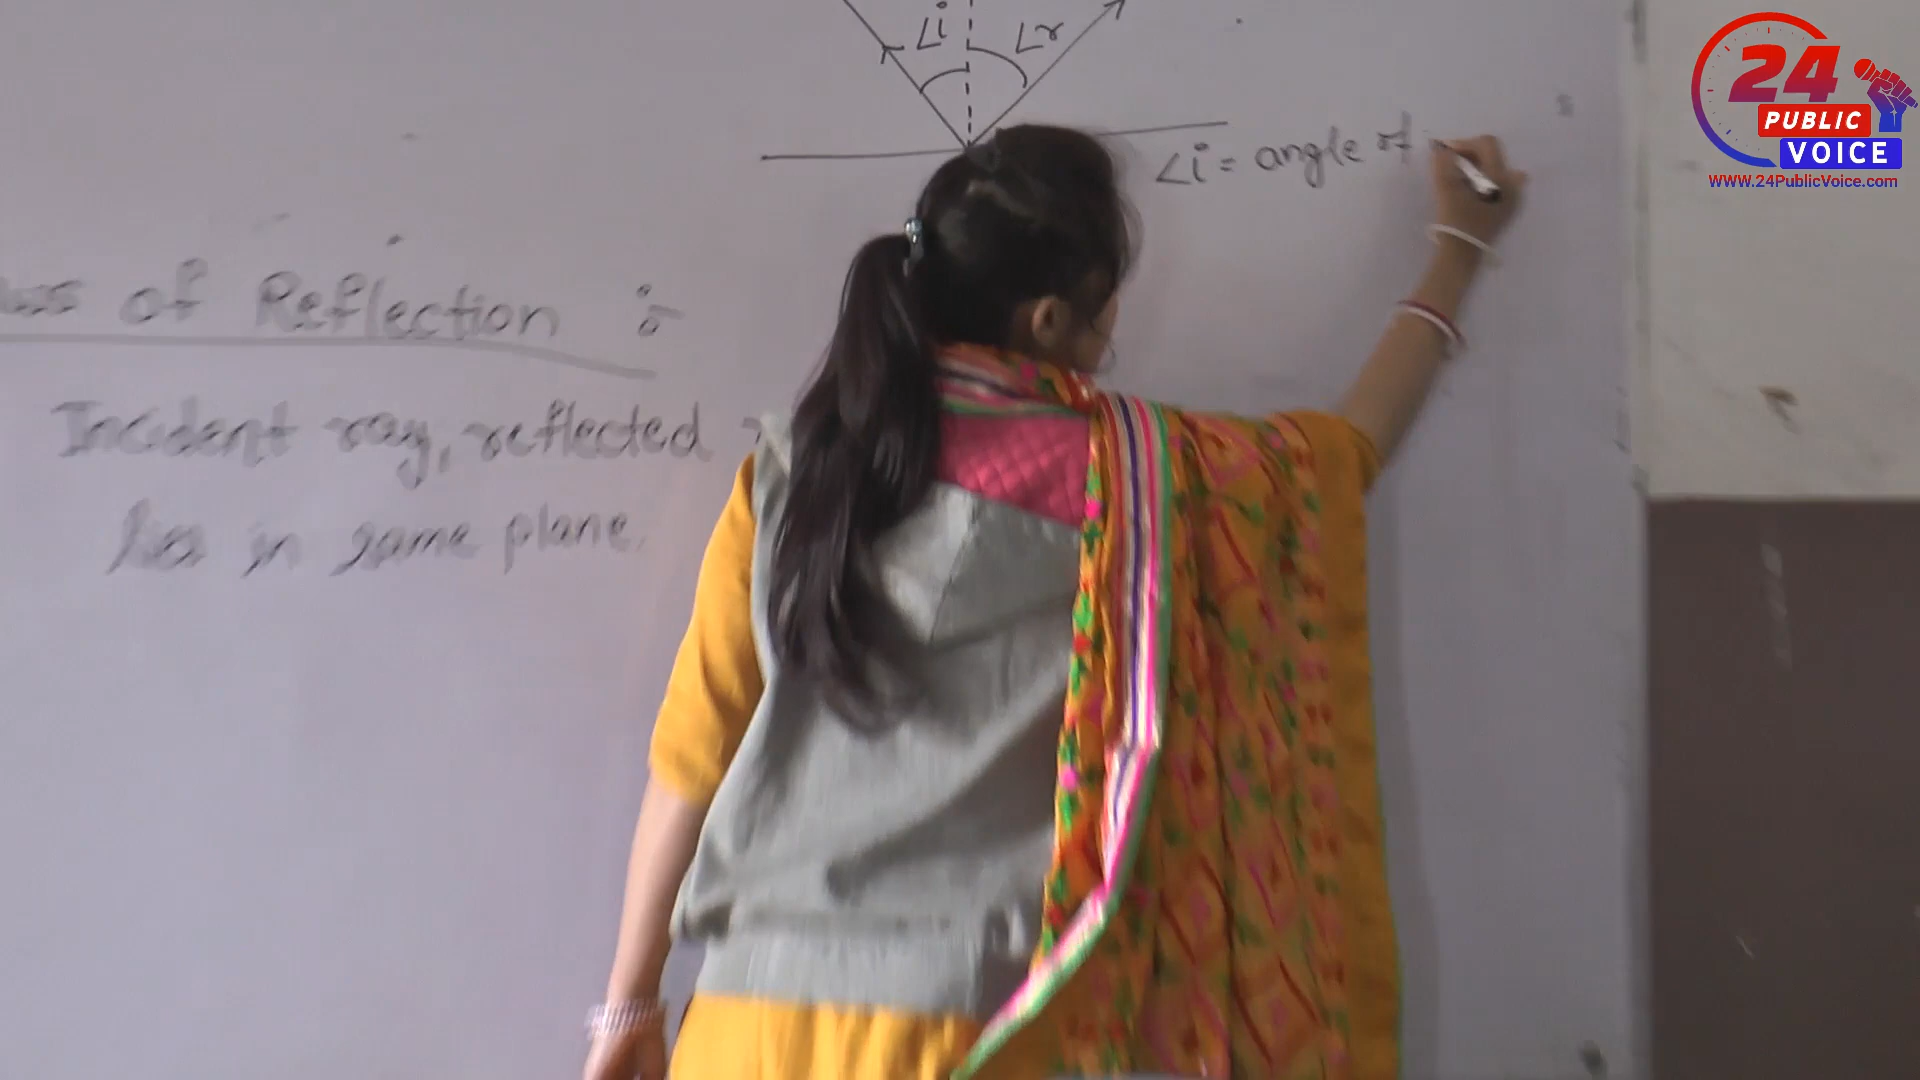 ∠i
∠r
∠i = angle of
of Reflection :-
Incident ray, reflected
lies in same plane.
24
PUBLIC
VOICE
www.24PublicVoice.com